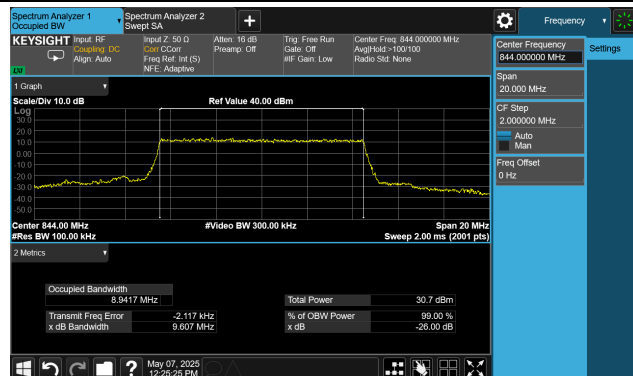 Spectrum Analyzer 1
Occupied BW
Spectrum Analyzer 2
Swept SA
Frequency
KEYSIGHT
Input: RF
Coupling: DC
Align: Auto
Input Z: 50 Ω
Corr CCorr
Freq Ref: Int (S)
NFE: Adaptive
Atten: 16 dB
Preamp: Off
Trig: Free Run
Gate: Off
#IF Gain: Low
Center Freq: 844.000000 MHz
Avg|Hold:>100/100
Radio Std: None
LXI
Center Frequency
844.000000 MHz
Settings
Span
20.000 MHz
CF Step
2.000000 MHz
Auto
Man
Freq Offset
0 Hz
1 Graph
Scale/Div 10.0 dB
Ref Value 40.00 dBm
Log
30.0
20.0
10.0
0.00
-10.0
-20.0
-30.0
-40.0
-50.0
Center 844.00 MHz
#Video BW 300.00 kHz
Span 20 MHz
#Res BW 100.00 kHz
Sweep 2.00 ms (2001 pts)
2 Metrics
Occupied Bandwidth
8.9417 MHz
Total Power
30.7 dBm
Transmit Freq Error
-2.117 kHz
% of OBW Power
99.00 %
x dB Bandwidth
9.607 MHz
x dB
-26.00 dB
May 07, 2025
12:25:25 PM